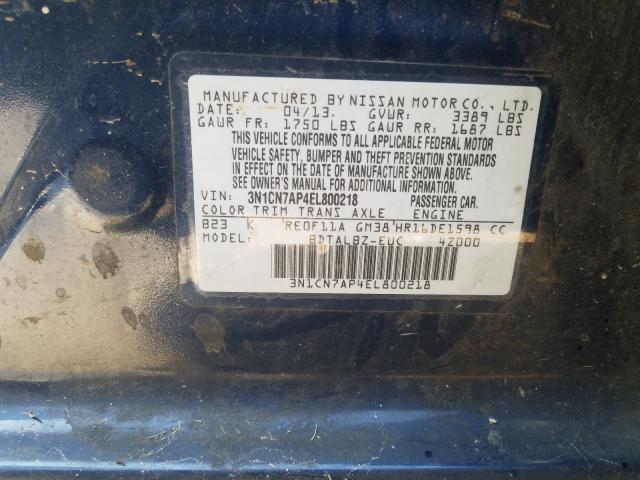 MANUFACTURED BY NISSAN MOTOR CO., LTD.
DATE: 04/13. GVWR: 3389 LBS
GAWR FR: 1750 LBS GAWR RR: 1687 LBS
THIS VEHICLE CONFORMS TO ALL APPLICABLE FEDERAL MOTOR
VEHICLE SAFETY, BUMPER AND THEFT PREVENTION STANDARDS
IN EFFECT ON THE DATE OF MANUFACTURE SHOWN ABOVE.
SEE OWNER'S MANUAL FOR ADDITIONAL INFORMATION.
VIN: 3N1CN7AP4EL800218 PASSENGER CAR.
COLOR TRIM TRANS AXLE ENGINE
B23 K RE0F11A GM38 HR16DE1598 CC
MODEL: BDTALBZ-EUC 42000
3N1CN7AP4EL800218